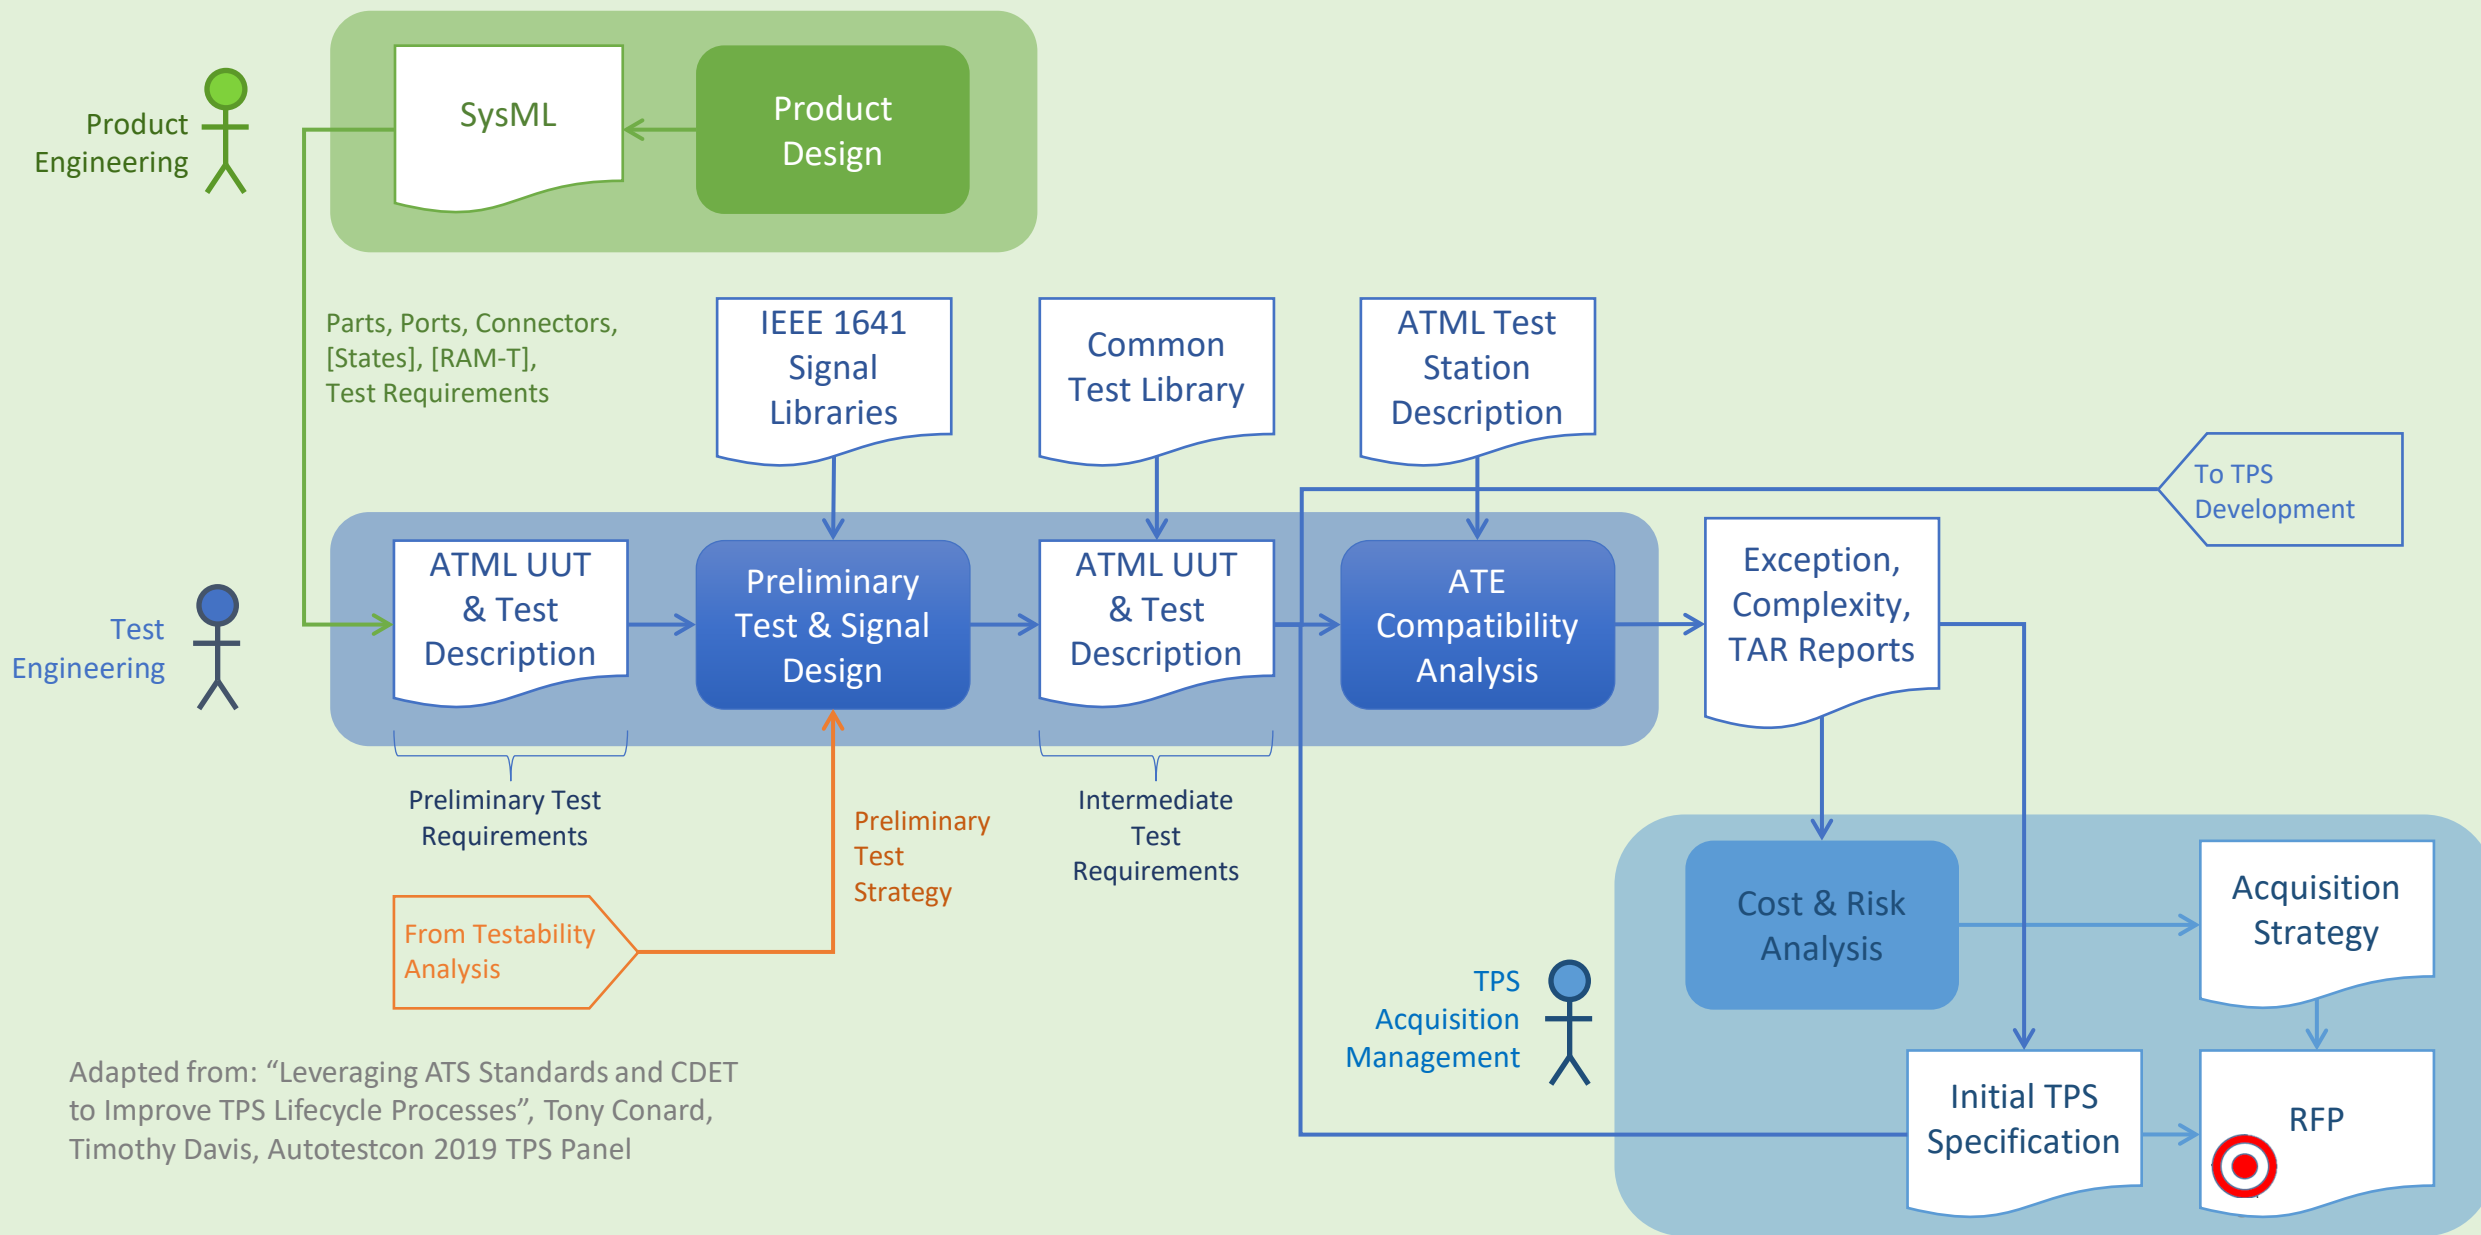 Product
Engineering
SysML
Product
Design
Parts, Ports, Connectors,
[States], [RAM-T],
Test Requirements
IEEE 1641
Signal
Libraries
Common
Test Library
ATML Test
Station
Description
To TPS
Development
Test
Engineering
ATML UUT
& Test
Description
Preliminary
Test & Signal
Design
ATML UUT
& Test
Description
ATE
Compatibility
Analysis
Exception,
Complexity,
TAR Reports
Preliminary Test
Requirements
Preliminary
Test
Strategy
Intermediate
Test
Requirements
From Testability
Analysis
Cost & Risk
Analysis
Acquisition
Strategy
TPS
Acquisition
Management
Initial TPS
Specification
RFP
Adapted from: “Leveraging ATS Standards and CDET
to Improve TPS Lifecycle Processes”, Tony Conard,
Timothy Davis, Autotestcon 2019 TPS Panel